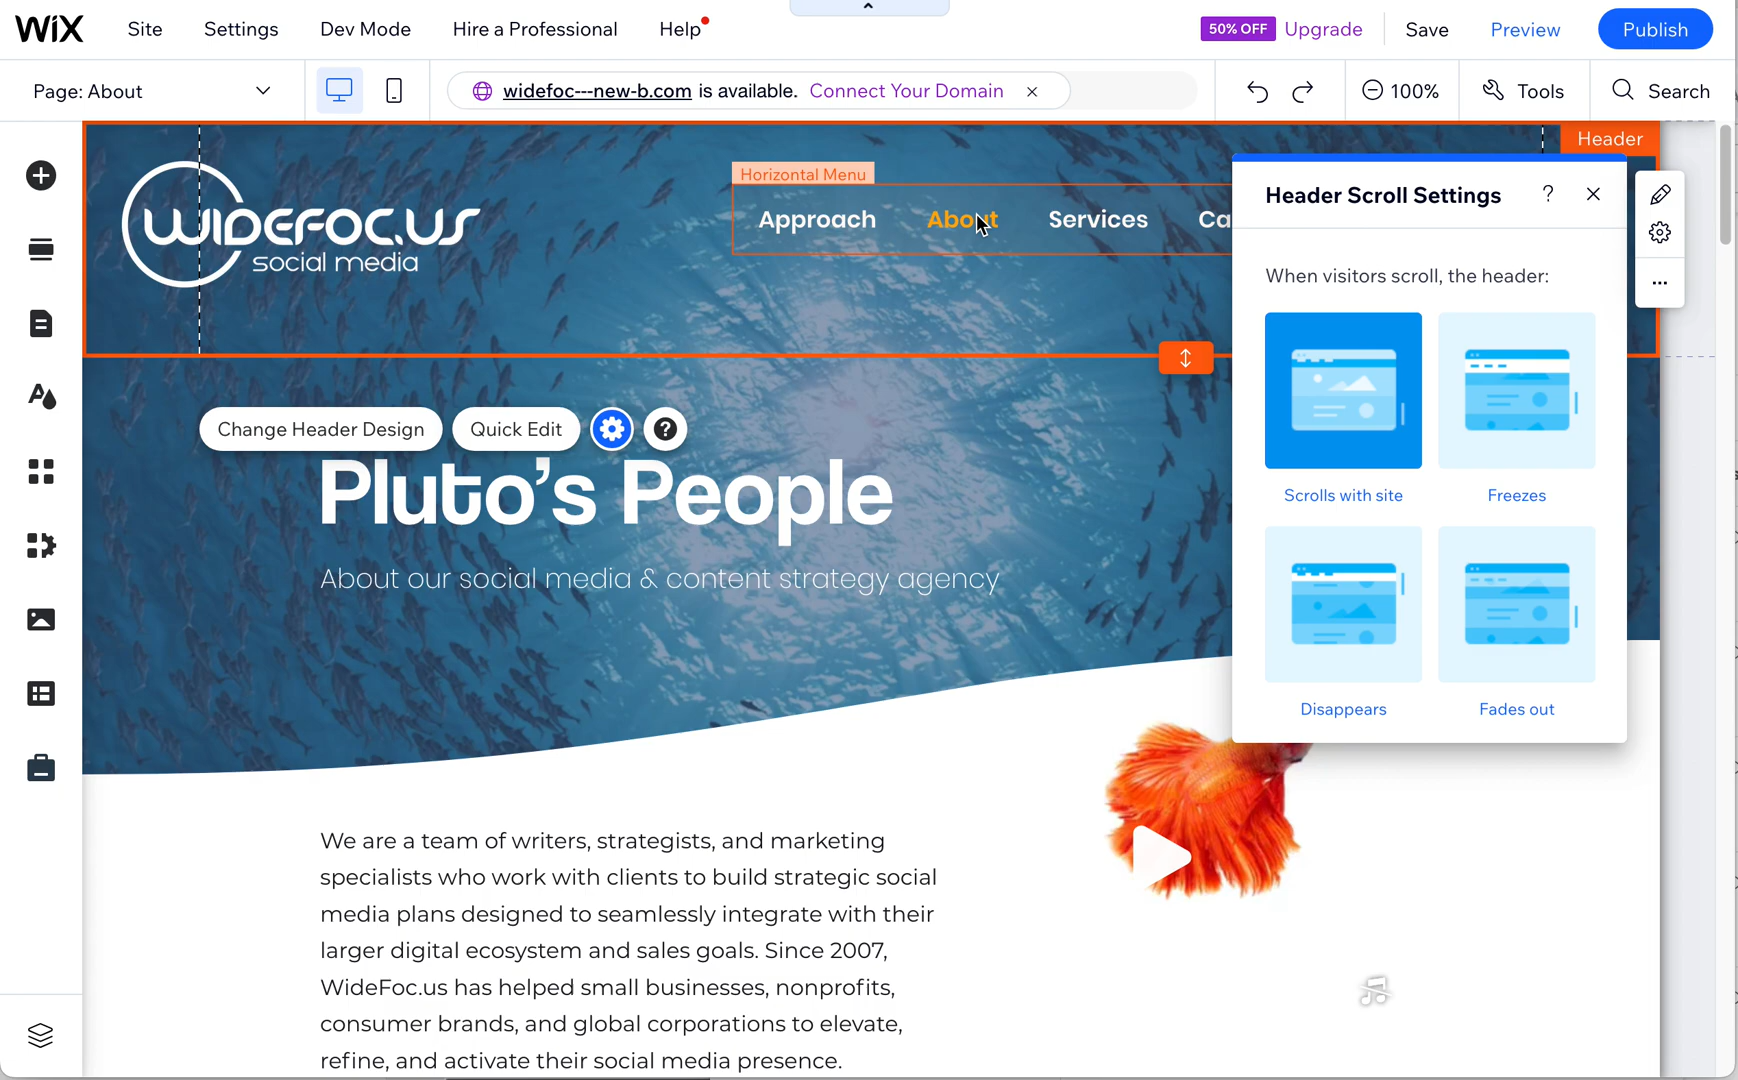 WiX
Site
Settings
Dev Mode
Hire a Professional
Help
50% OFF
Upgrade
Save
Preview
Publish
Page: About
widefoc---new-b.com is available. Connect Your Domain
100%
Tools
Search
Header
WIDEFOC.US
social media
Horizontal Menu
Approach
About
Services
Ca
Header Scroll Settings
?
When visitors scroll, the header:
Scrolls with site
Freezes
Disappears
Fades out
Change Header Design
Quick Edit
?
Pluto’s People
About our social media & content strategy agency
We are a team of writers, strategists, and marketing
specialists who work with clients to build strategic social
media plans designed to seamlessly integrate with their
larger digital ecosystem and sales goals. Since 2007,
WideFoc.us has helped small businesses, nonprofits,
consumer brands, and global corporations to elevate,
refine, and activate their social media presence.